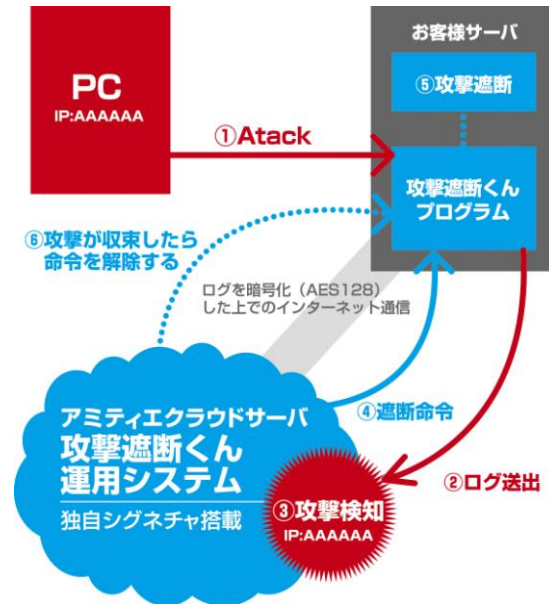 PC
IP:AAAAAA
①Atack
お客様サーバ
⑤攻撃遮断
攻撃遮断くん
プログラム
⑥攻撃が収束したら
命令を解除する
ログを暗号化（AES128）
した上でのインターネット通信
④遮断命令
②ログ送出
アミティエクラウドサーバ
攻撃遮断くん
運用システム
独自シグネチャ搭載
③攻撃検知
IP:AAAAAA